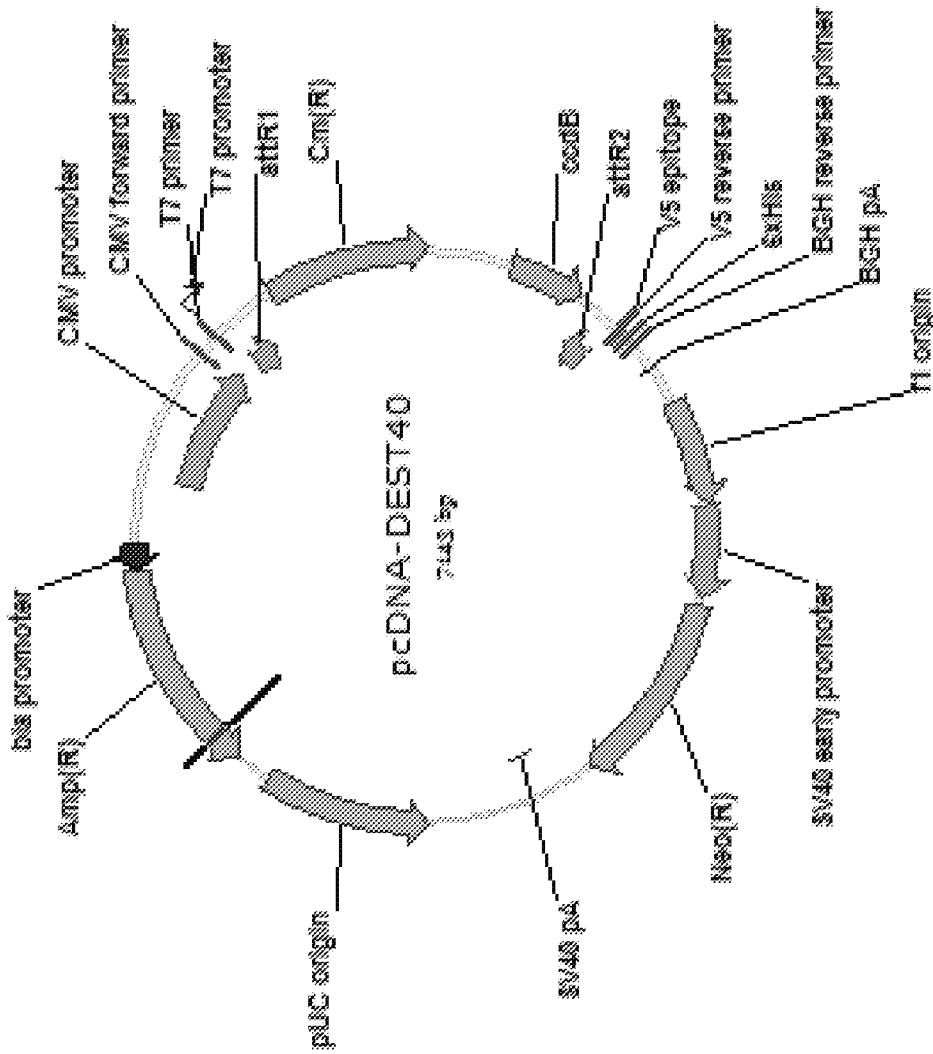 CMV promoter
CMV forward primer
T7 primer
T7 promoter
attR1
Cm(R)
ccdB
attR2
V5 epitope
V5 reverse primer
6xHis
BGH reverse primer
BGH pA
f1 origin
SV40 early promoter
Neo(R)
SV40 pA
pUC origin
Amp(R)
bla promoter
pcDNA-DEST40
7143 bp